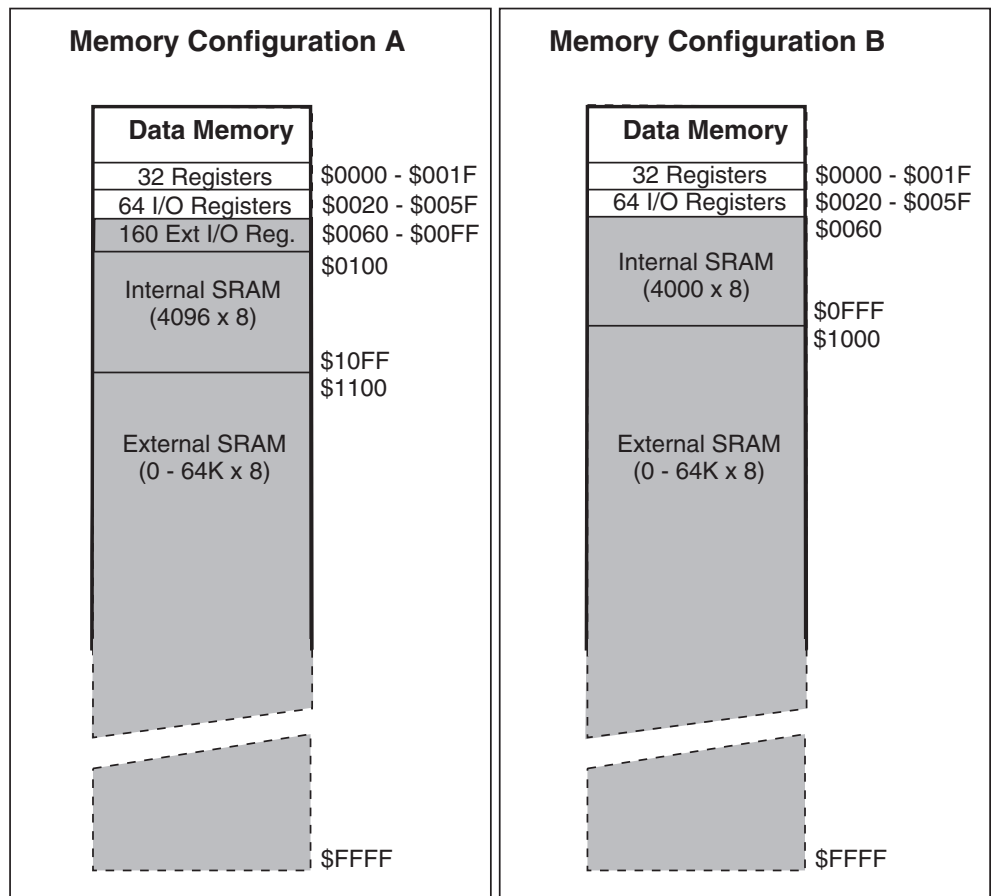 Memory Configuration A
Data Memory
32 Registers
$0000 - $001F
64 I/O Registers
$0020 - $005F
160 Ext I/O Reg.
$0060 - $00FF
$0100
Internal SRAM
(4096 x 8)
$10FF
$1100
External SRAM
(0 - 64K x 8)
$FFFF
Memory Configuration B
Data Memory
32 Registers
$0000 - $001F
64 I/O Registers
$0020 - $005F
$0060
Internal SRAM
(4000 x 8)
$0FFF
$1000
External SRAM
(0 - 64K x 8)
$FFFF